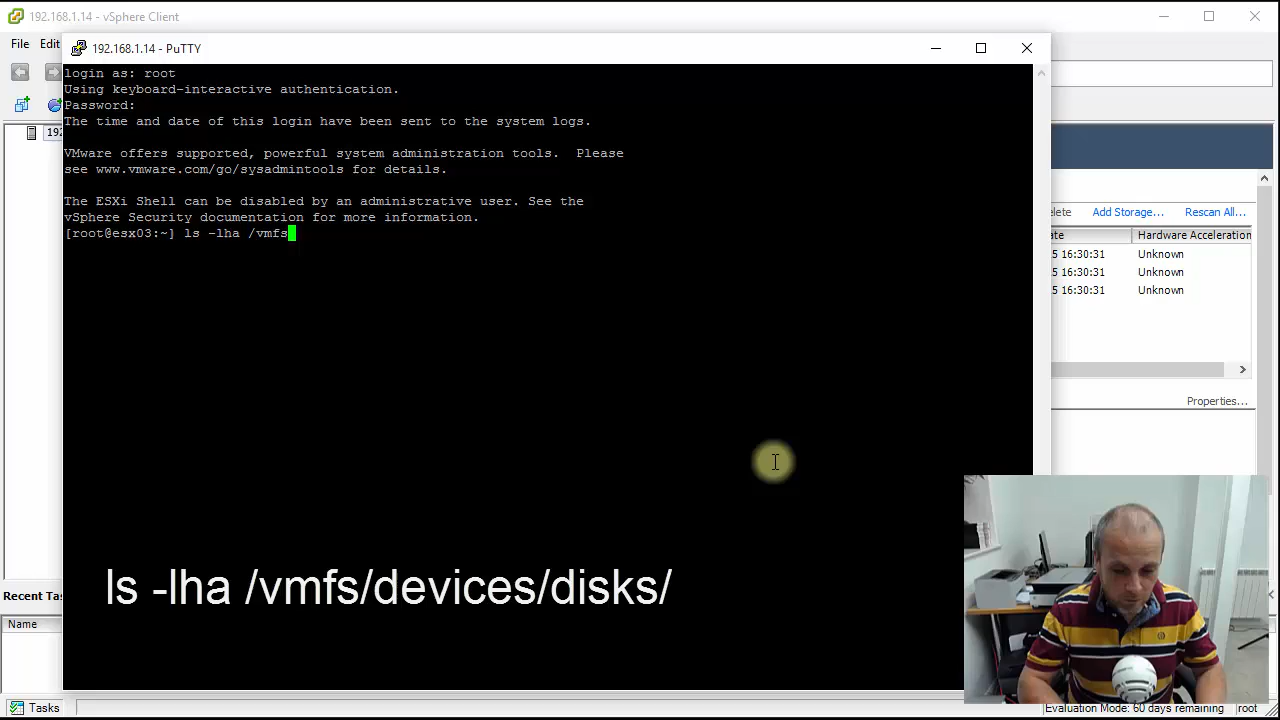 192.168.1.14 - vSphere Client
File Edit
192.168.1.14 - PuTTY
login as: root
Using keyboard-interactive authentication.
Password:
The time and date of this login have been sent to the system logs.
VMware offers supported, powerful system administration tools.  Please
see www.vmware.com/go/sysadmintools for details.
The ESXi Shell can be disabled by an administrative user. See the
vSphere Security documentation for more information.
[root@esx03:~] ls -lha /vmfs
192
elete Add Storage... Rescan All...
ate Hardware Acceleration
5 16:30:31 Unknown
5 16:30:31 Unknown
5 16:30:31 Unknown
Properties...
ls -lha /vmfs/devices/disks/
Recent Ta
Name
Tasks
Evaluation Mode: 60 days remaining root